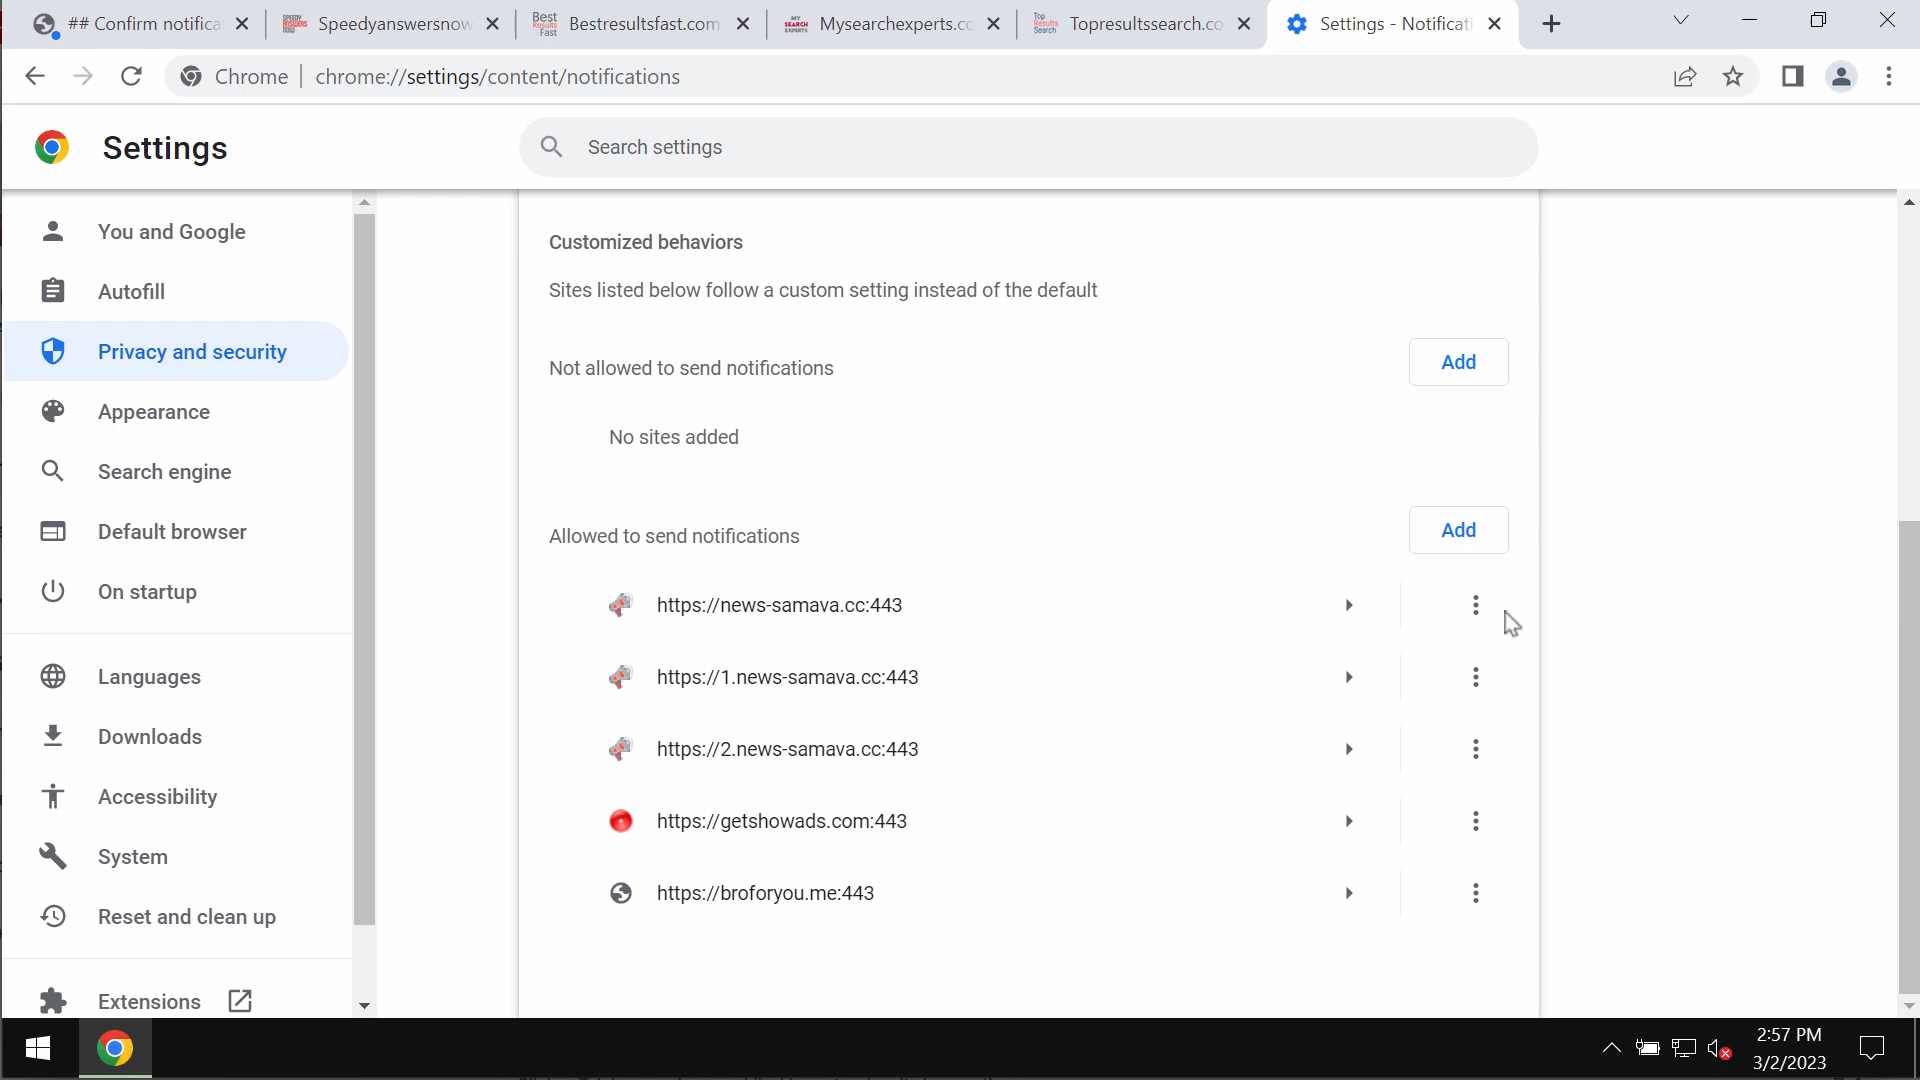 ## Confirm notifica
Speedyanswersnow
Bestresultsfast.com
Mysearchexperts.co
Topresultssearch.co
Settings - Notificati
Chrome
chrome://settings/content/notifications
Settings
Search settings
You and Google
Autofill
Privacy and security
Appearance
Search engine
Default browser
On startup
Languages
Downloads
Accessibility
System
Reset and clean up
Extensions
Customized behaviors
Sites listed below follow a custom setting instead of the default
Not allowed to send notifications
Add
No sites added
Allowed to send notifications
Add
https://news-samava.cc:443
https://1.news-samava.cc:443
https://2.news-samava.cc:443
https://getshowads.com:443
https://broforyou.me:443
2:57 PM
3/2/2023